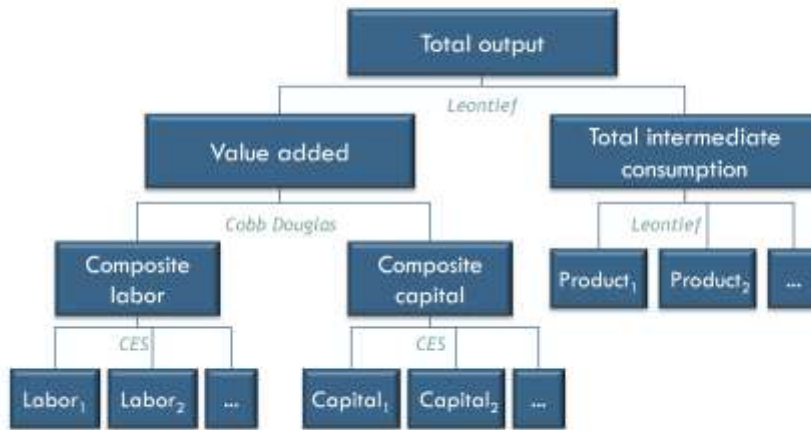 Total output
Leontief
Value added
Total intermediate
consumption
Cobb Douglas
Leontief
Composite
labor
Composite
capital
Product₁
Product₂
...
CES
CES
Labor₁
Labor₂
...
Capital₁
Capital₂
...